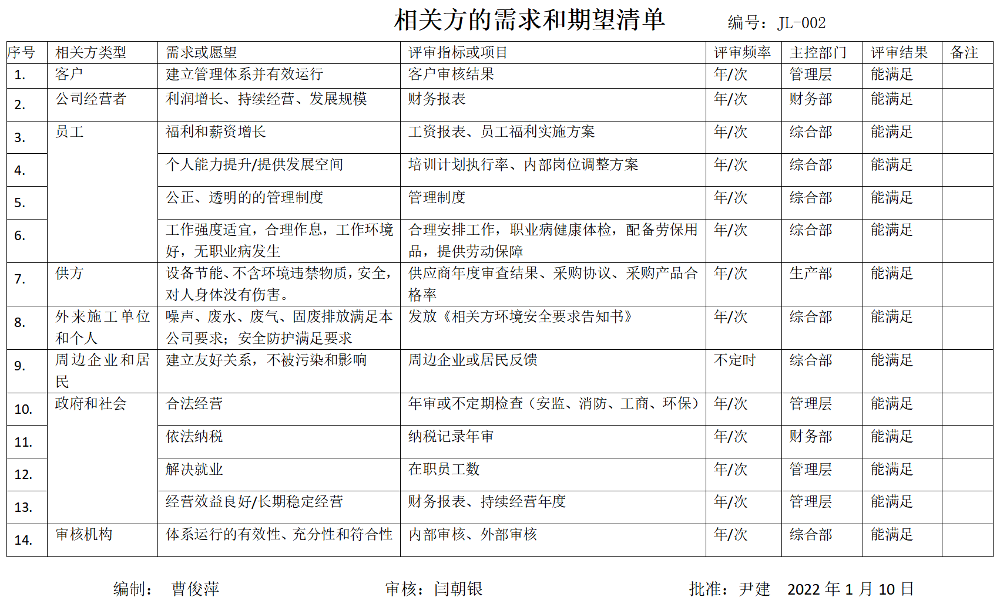 相关方的需求和期望清单 编号：JL-002
序号 相关方类型 需求或愿望 评审指标或项目 评审频率 主控部门 评审结果 备注
1. 客户 建立管理体系并有效运行 客户审核结果 年/次 管理层 能满足
2. 公司经营者 利润增长、持续经营、发展规模 财务报表 年/次 财务部 能满足
3. 员工 福利和薪资增长 工资报表、员工福利实施方案 年/次 综合部 能满足
4. 个人能力提升/提供发展空间 培训计划执行率、内部岗位调整方案 年/次 综合部 能满足
5. 公正、透明的的管理制度 管理制度 年/次 综合部 能满足
6. 工作强度适宜，合理作息，工作环境 合理安排工作，职业病健康体检，配备劳保用 年/次 综合部 能满足
好，无职业病发生 品，提供劳动保障
7. 供方 设备节能、不含环境违禁物质，安全， 供应商年度审查结果、采购协议、采购产品合 年/次 生产部 能满足
对人身体没有伤害。 格率
8. 外来施工单位 噪声、废水、废气、固废排放满足本 发放《相关方环境安全要求告知书》 年/次 综合部 能满足
和个人 公司要求；安全防护满足要求
9. 周边企业和居 建立友好关系，不被污染和影响 周边企业或居民反馈 不定时 综合部 能满足
民
10. 政府和社会 合法经营 年审或不定期检查（安监、消防、工商、环保） 年/次 管理层 能满足
11. 依法纳税 纳税记录年审 年/次 财务部 能满足
12. 解决就业 在职员工数 年/次 管理层 能满足
13. 经营效益良好/长期稳定经营 财务报表、持续经营年度 年/次 管理层 能满足
14. 审核机构 体系运行的有效性、充分性和符合性 内部审核、外部审核 年/次 综合部 能满足
编制： 曹俊萍 审核：闫朝银 批准：尹建 2022 年 1 月 10 日